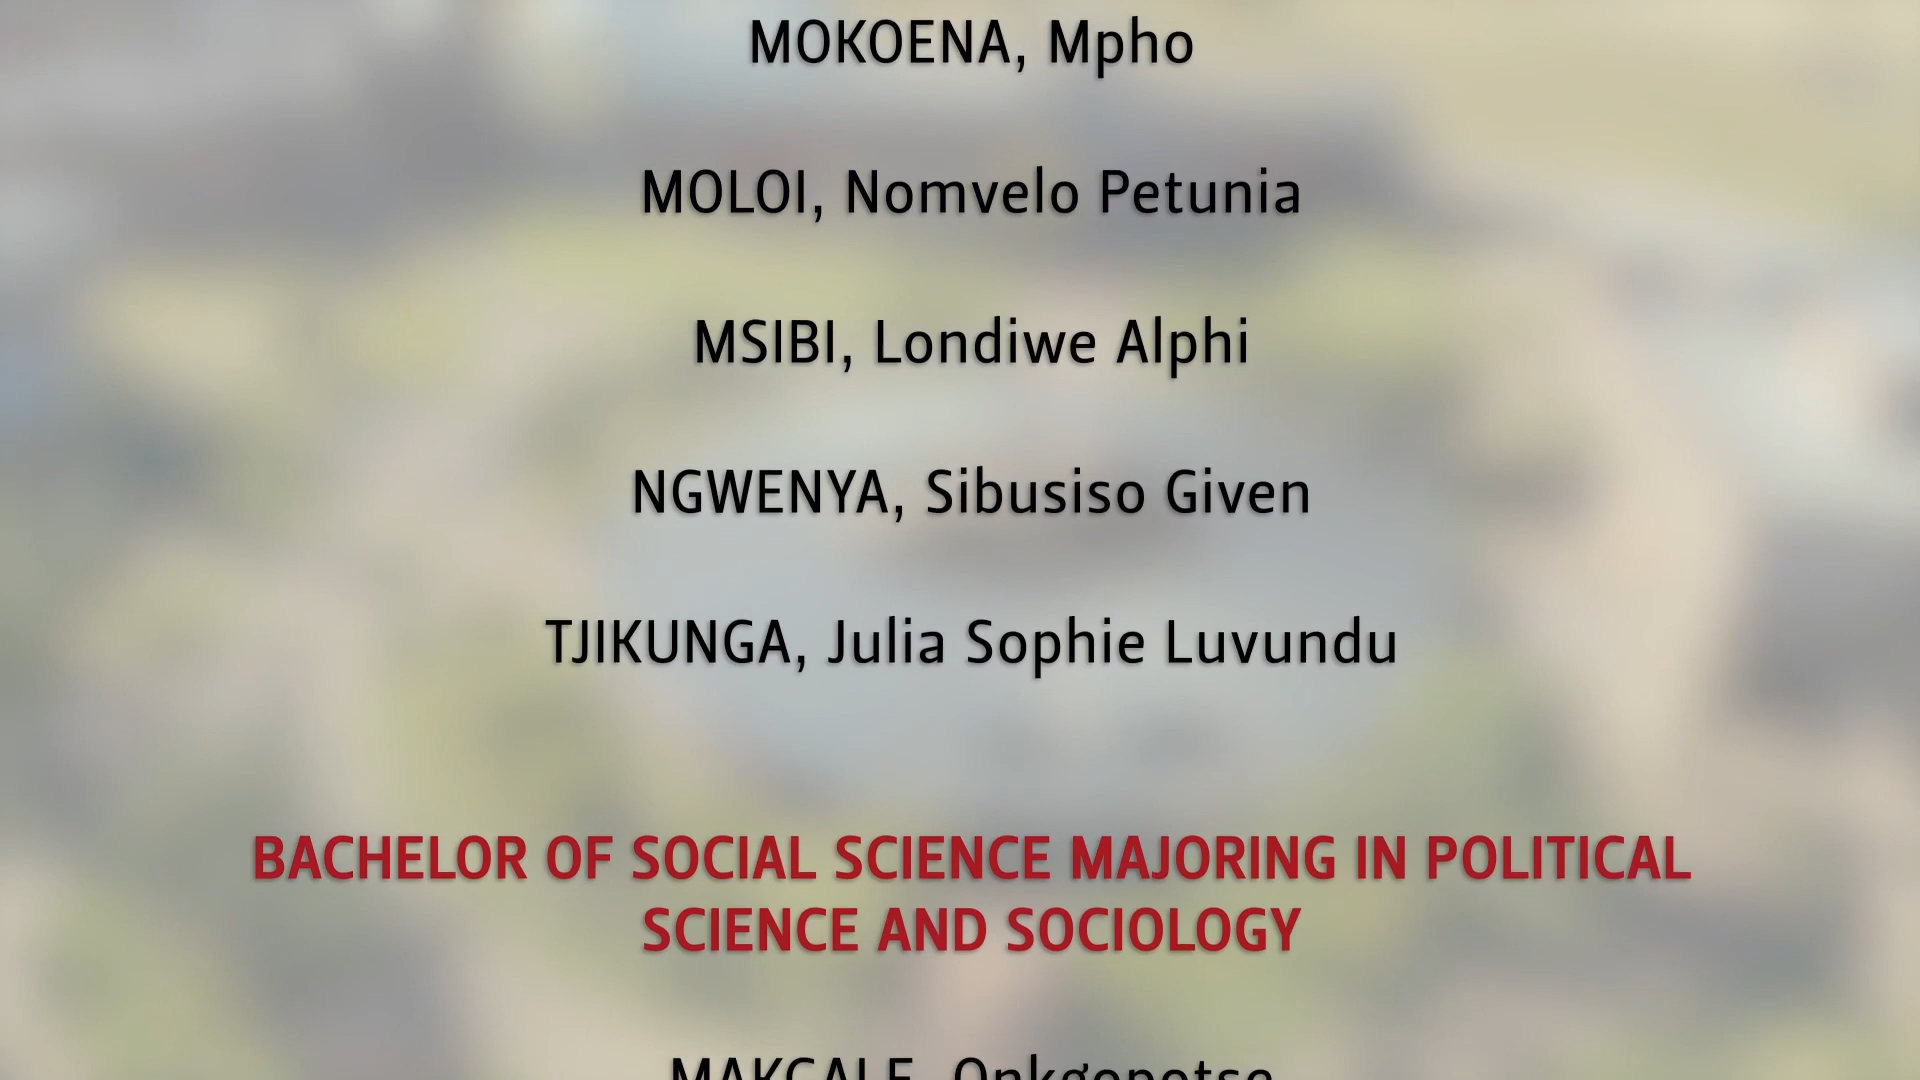 MOKOENA, Mpho
MOLOI, Nomvelo Petunia
MSIBI, Londiwe Alphi
NGWENYA, Sibusiso Given
TJIKUNGA, Julia Sophie Luvundu
BACHELOR OF SOCIAL SCIENCE MAJORING IN POLITICAL
SCIENCE AND SOCIOLOGY